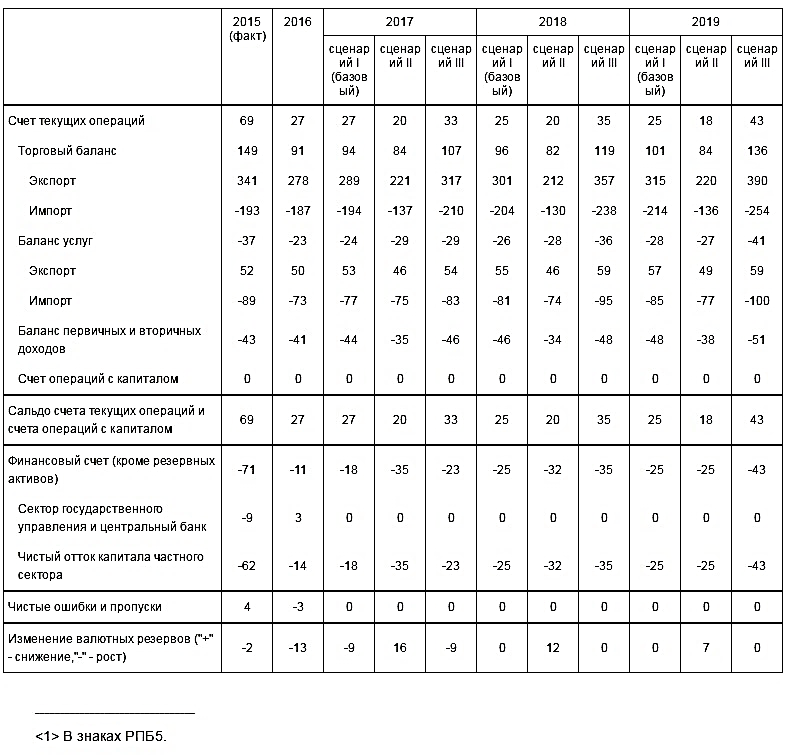 2015 (факт) 2016 2017 2018 2019
сценарий I (базовый) сценарий II сценарий III сценарий I (базовый) сценарий II сценарий III сценарий I (базовый) сценарий II сценарий III
Счет текущих операций 69 27 27 20 33 25 20 35 25 18 43
Торговый баланс 149 91 94 84 107 96 82 119 101 84 136
Экспорт 341 278 289 221 317 301 212 357 315 220 390
Импорт -193 -187 -194 -137 -210 -204 -130 -238 -214 -136 -254
Баланс услуг -37 -23 -24 -29 -29 -26 -28 -36 -28 -27 -41
Экспорт 52 50 53 46 54 55 46 59 57 49 59
Импорт -89 -73 -77 -75 -83 -81 -74 -95 -85 -77 -100
Баланс первичных и вторичных
доходов -43 -41 -44 -35 -46 -46 -34 -48 -48 -38 -51
Счет операций с капиталом 0 0 0 0 0 0 0 0 0 0 0
Сальдо счета текущих операций и
счета операций с капиталом 69 27 27 20 33 25 20 35 25 18 43
Финансовый счет (кроме резервных
активов) -71 -11 -18 -35 -23 -25 -32 -35 -25 -25 -43
Сектор государственного
управления и центральный банк -9 3 0 0 0 0 0 0 0 0 0
Чистый отток капитала частного
сектора -62 -14 -18 -35 -23 -25 -32 -35 -25 -25 -43
Чистые ошибки и пропуски 4 -3 0 0 0 0 0 0 0 0 0
Изменение валютных резервов ("+"
- снижение,"-" - рост) -2 -13 -9 16 -9 0 12 0 0 7 0
<1> В знаках РПБ5.